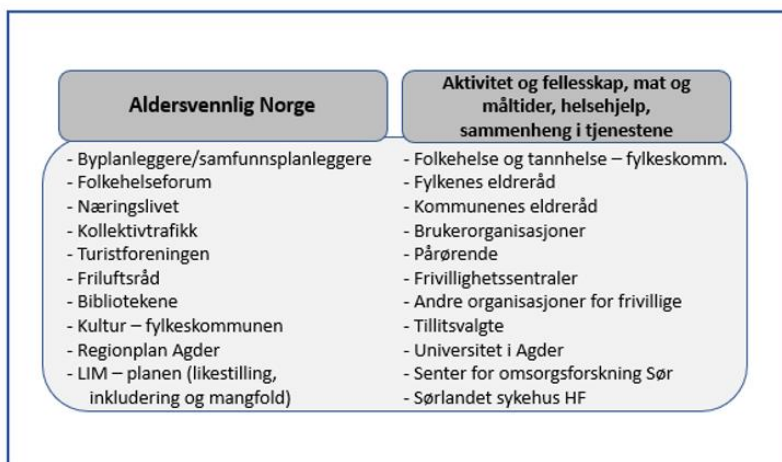 Aldersvennlig Norge
- Byplanleggere/samfunnsplanleggere
- Folkehelseforum
- Næringslivet
- Kollektivtrafikk
- Turistforeningen
- Friluftsråd
- Bibliotekene
- Kultur – fylkeskommunen
- Regionplan Agder
- LIM – planen (likestilling,
inkludering og mangfold)
Aktivitet og fellesskap, mat og
måltider, helsehjelp,
sammenheng i tjenestene
- Folkehelse og tannhelse – fylkeskomm.
- Fylkenes eldreråd
- Kommunenes eldreråd
- Brukerorganisasjoner
- Pårørende
- Frivillighetssentraler
- Andre organisasjoner for frivillige
- Tillitsvalgte
- Universitet i Agder
- Senter for omsorgsforskning Sør
- Sørlandet sykehus HF